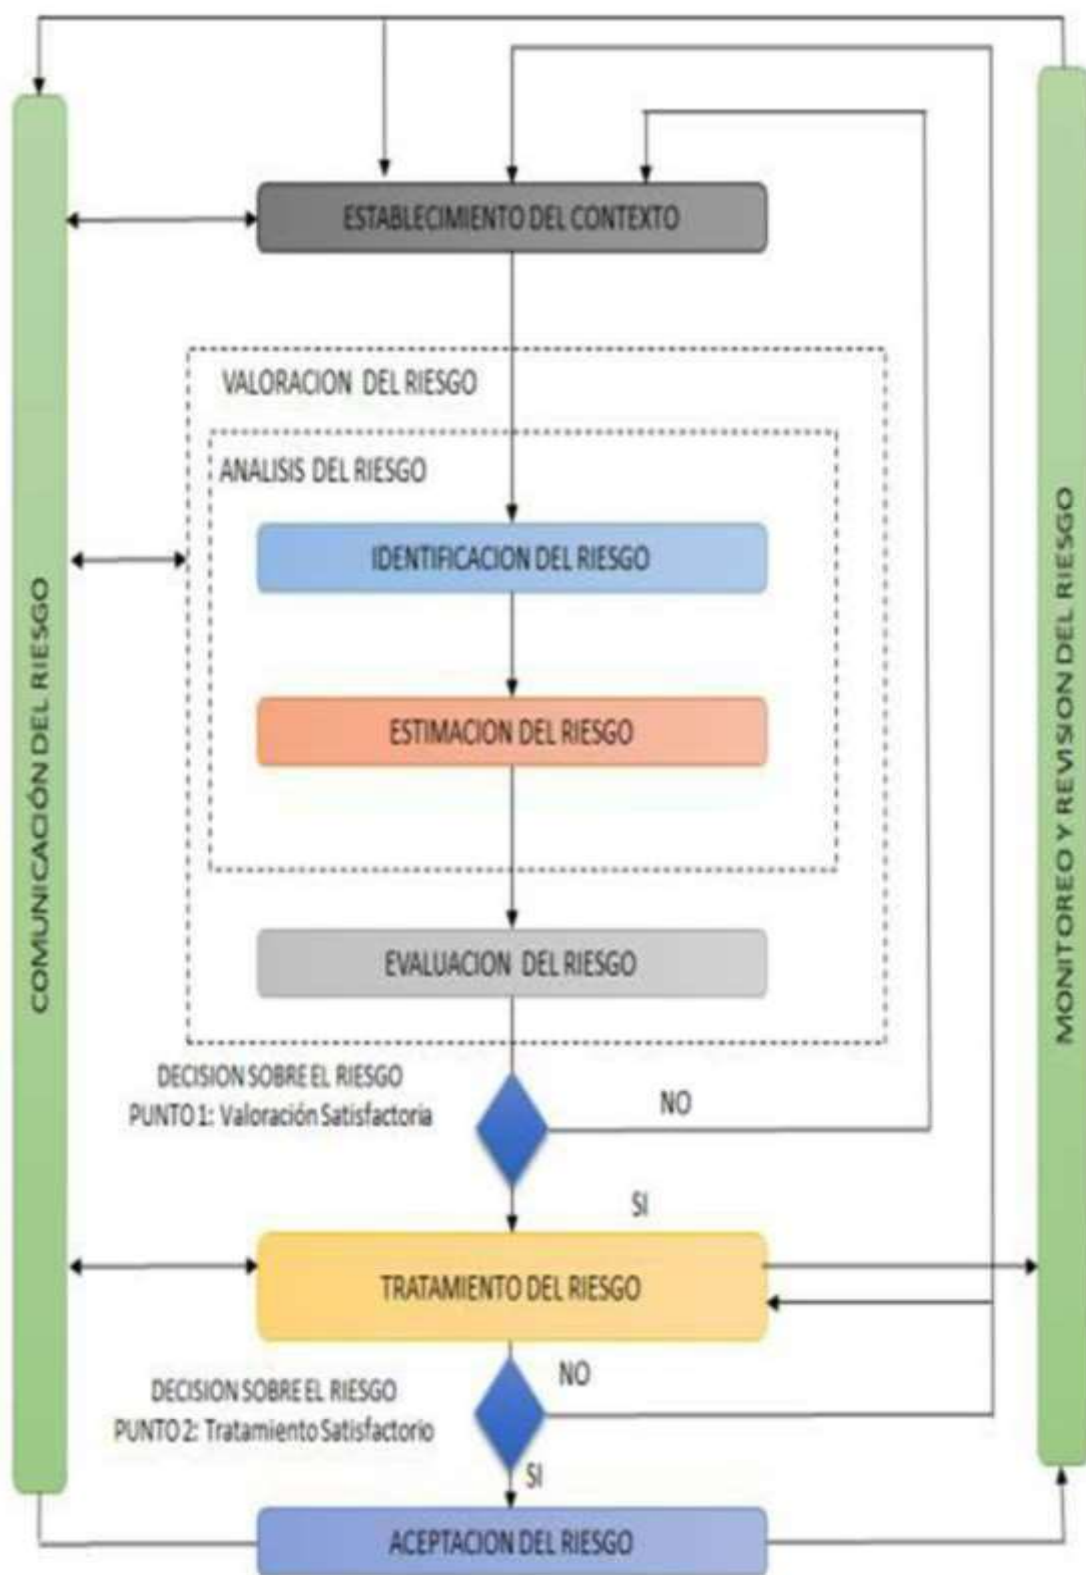 ESTABLECIMIENTO DEL CONTEXTO
VALORACION DEL RIESGO
ANALISIS DEL RIESGO
IDENTIFICACION DEL RIESGO
ESTIMACION DEL RIESGO
EVALUACION DEL RIESGO
DECISION SOBRE EL RIESGO
PUNTO 1: Valoración Satisfactoria
NO
SI
TRATAMIENTO DEL RIESGO
NO
DECISION SOBRE EL RIESGO
PUNTO 2: Tratamiento Satisfactorio
SI
ACEPTACION DEL RIESGO
COMUNICACIÓN DEL RIESGO
MONITOREO Y REVISION DEL RIESGO